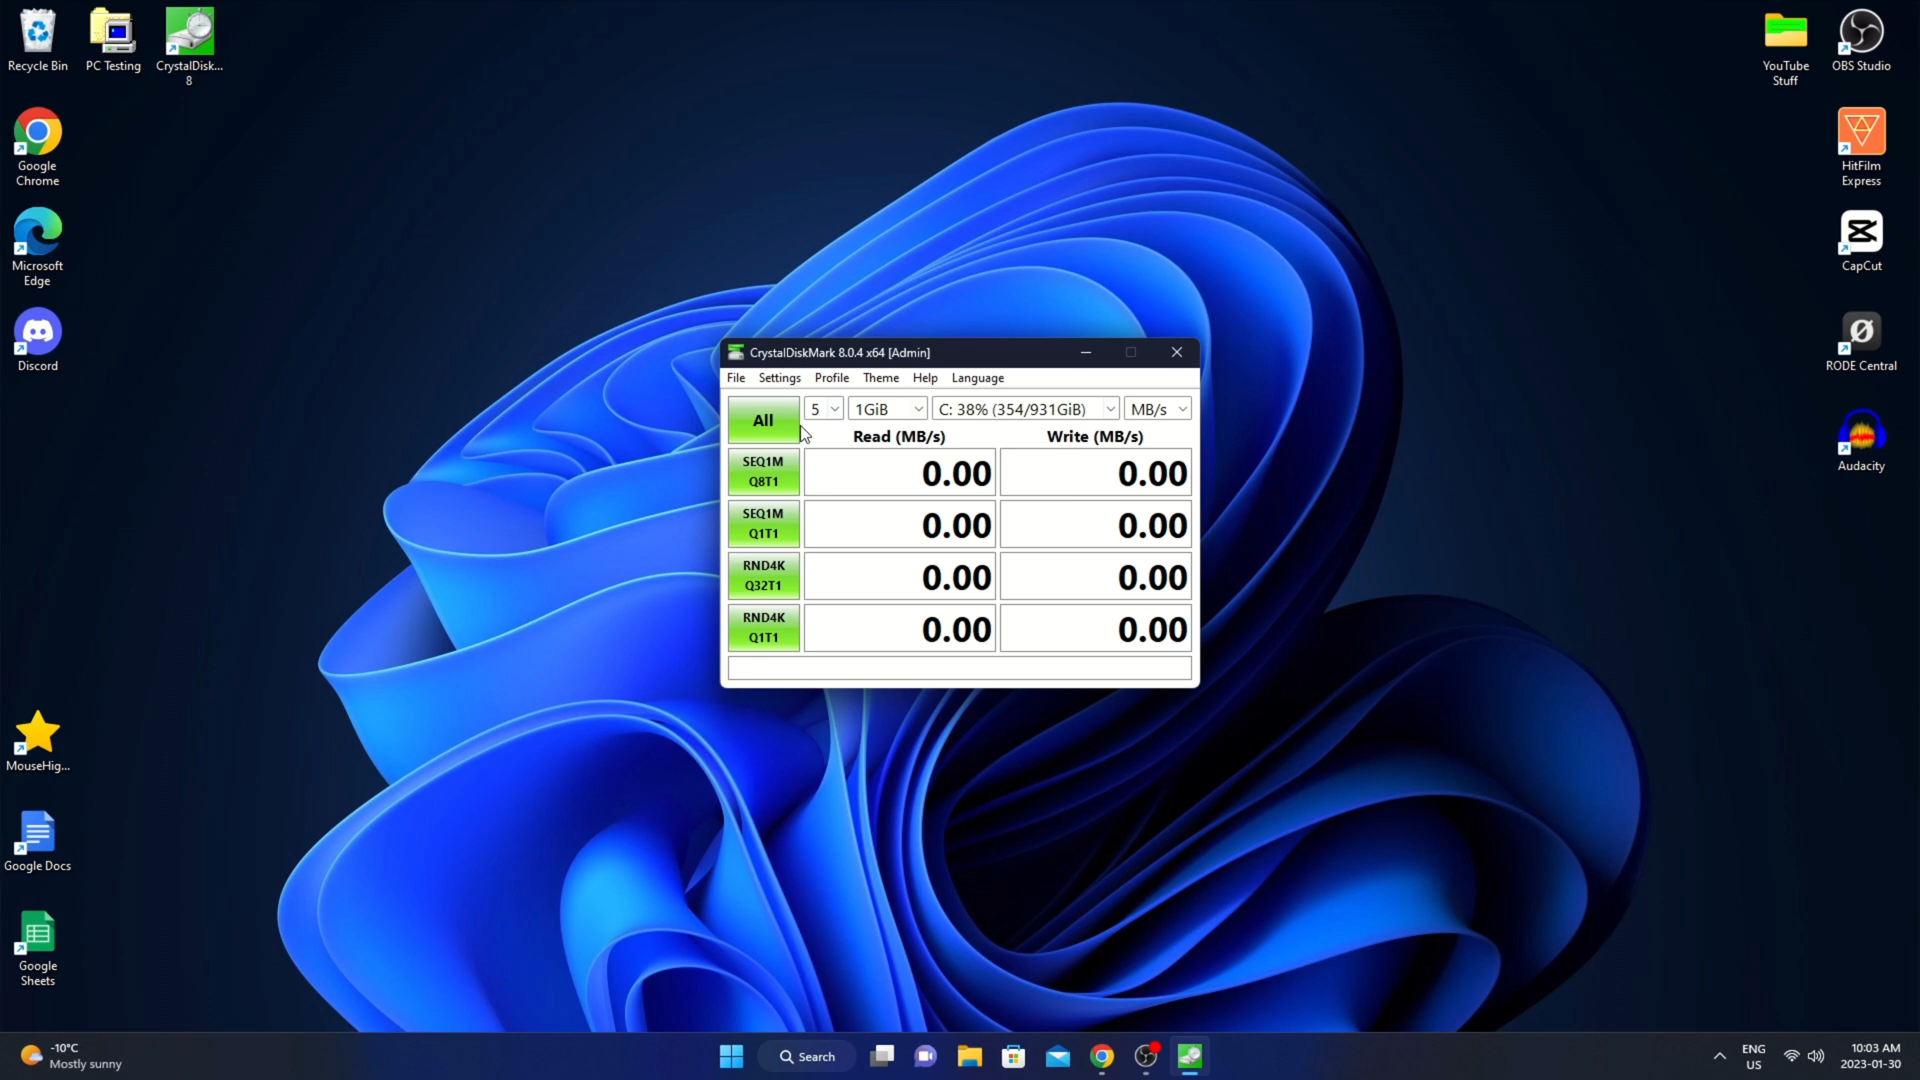 Recycle Bin
PC Testing
CrystalDisk...
8
Google
Chrome
Microsoft
Edge
Discord
MouseHig...
Google Docs
Google
Sheets
YouTube
Stuff
OBS Studio
HitFilm
Express
CapCut
RODE Central
Audacity
CrystalDiskMark 8.0.4 x64 [Admin]
File Settings Profile Theme Help Language
All 5 1GiB C: 38% (354/931GiB) MB/s
Read (MB/s) Write (MB/s)
SEQ1M
Q8T1
0.00 0.00
SEQ1M
Q1T1
0.00 0.00
RND4K
Q32T1
0.00 0.00
RND4K
Q1T1
0.00 0.00
-10°C
Mostly sunny
Search
ENG
US
10:03 AM
2023-01-30